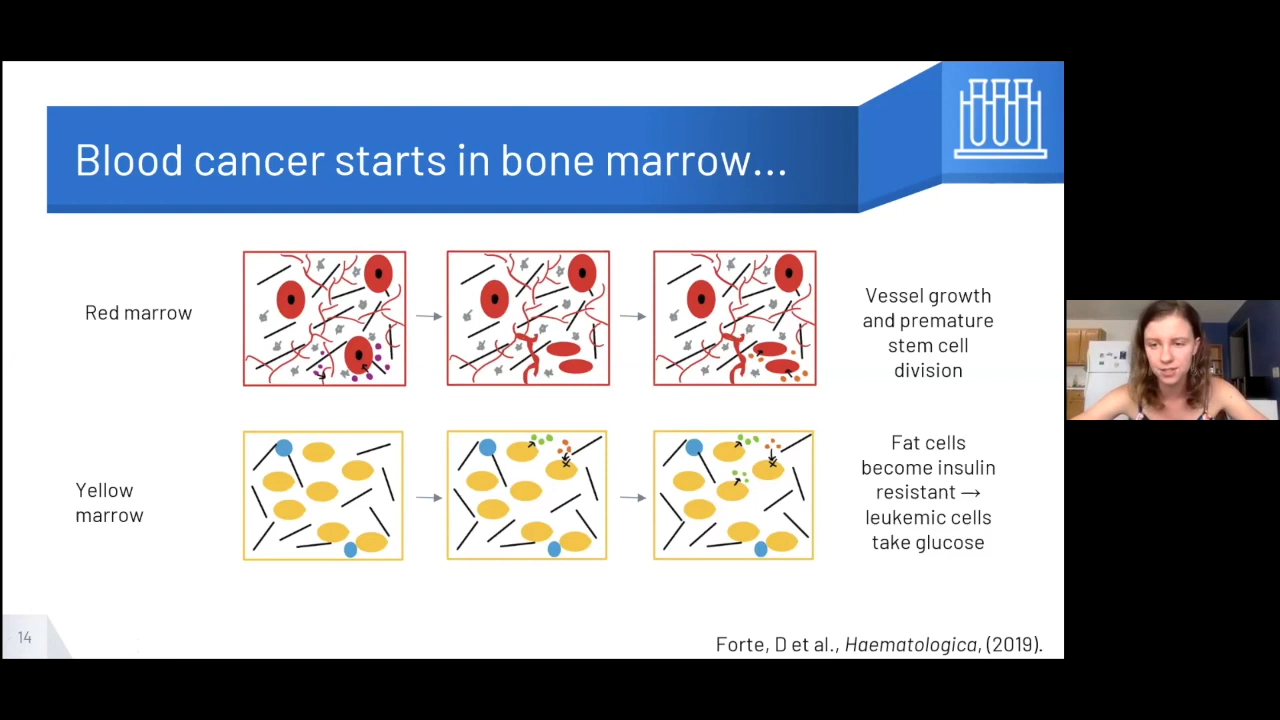 Blood cancer starts in bone marrow...
Red marrow
Vessel growth
and premature
stem cell
division
Yellow
marrow
Fat cells
become insulin
resistant →
leukemic cells
take glucose
14
Forte, D et al., Haematologica, (2019).